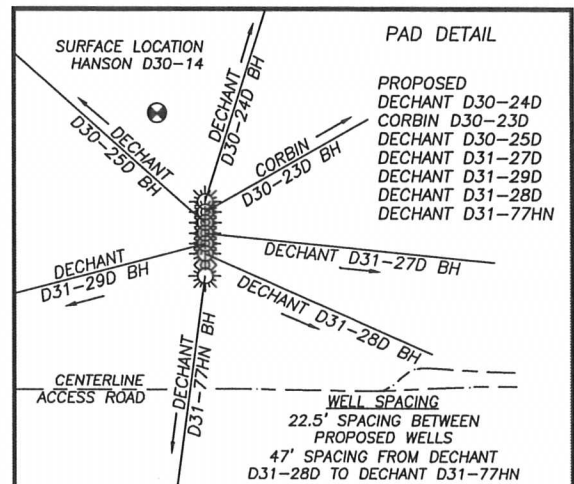 PAD DETAIL
SURFACE LOCATION
HANSON D30-14
PROPOSED
DECHANT D30-24D
CORBIN D30-23D
DECHANT D30-25D
DECHANT D31-27D
DECHANT D31-29D
DECHANT D31-28D
DECHANT D31-77HN
DECHANT
D30-25D BH
DECHANT
D30-24D BH
CORBIN
D30-23D BH
DECHANT
D31-29D BH
DECHANT D31-27D BH
DECHANT D31-28D BH
DECHANT
D31-77HN BH
CENTERLINE
ACCESS ROAD
WELL SPACING
22.5' SPACING BETWEEN
PROPOSED WELLS
47' SPACING FROM DECHANT
D31-28D TO DECHANT D31-77HN